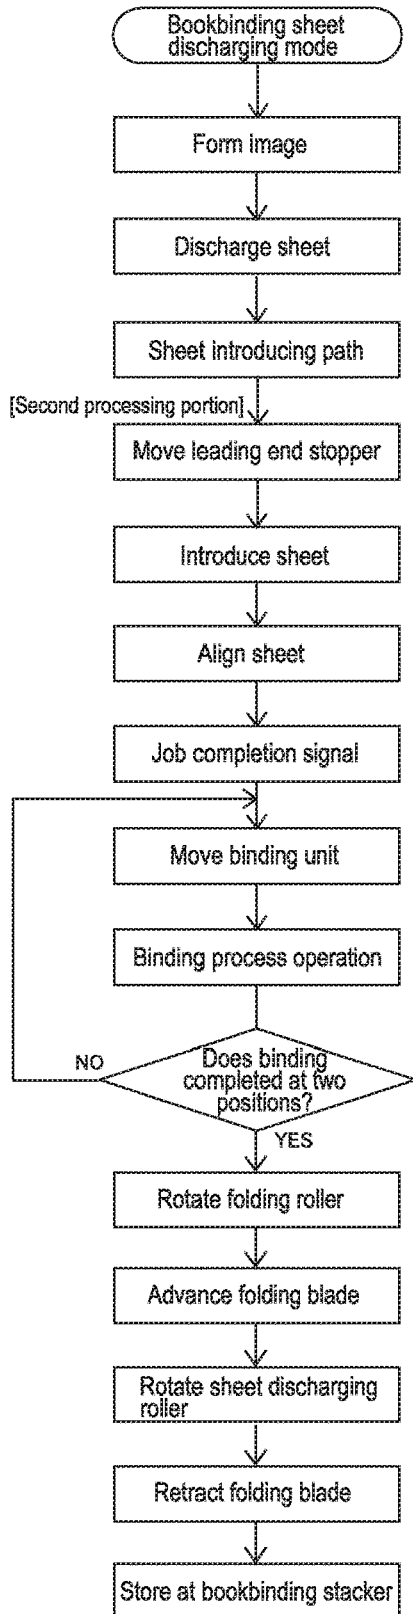 Bookbinding sheet
discharging mode
Form image
Discharge sheet
Sheet introducing path
[Second processing portion]
Move leading end stopper
Introduce sheet
Align sheet
Job completion signal
Move binding unit
Binding process operation
NO
Does binding
completed at two
positions?
YES
Rotate folding roller
Advance folding blade
Rotate sheet discharging
roller
Retract folding blade
Store at bookbinding stacker